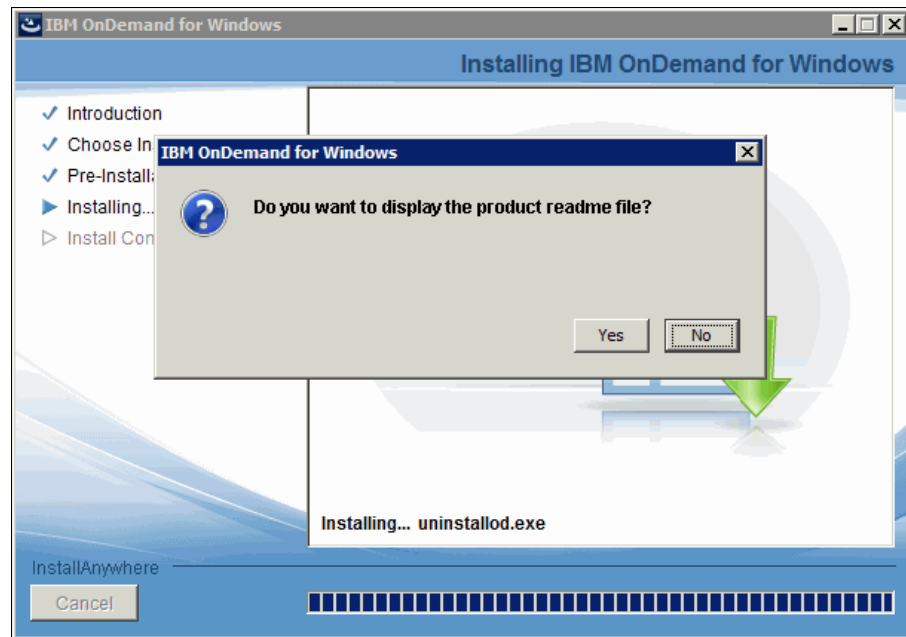 IBM OnDemand for Windows
Installing IBM OnDemand for Windows
Introduction
Choose In
Pre-Install
Installing...
Install Con
IBM OnDemand for Windows
Do you want to display the product readme file?
Yes
No
Installing... uninstallod.exe
InstallAnywhere
Cancel